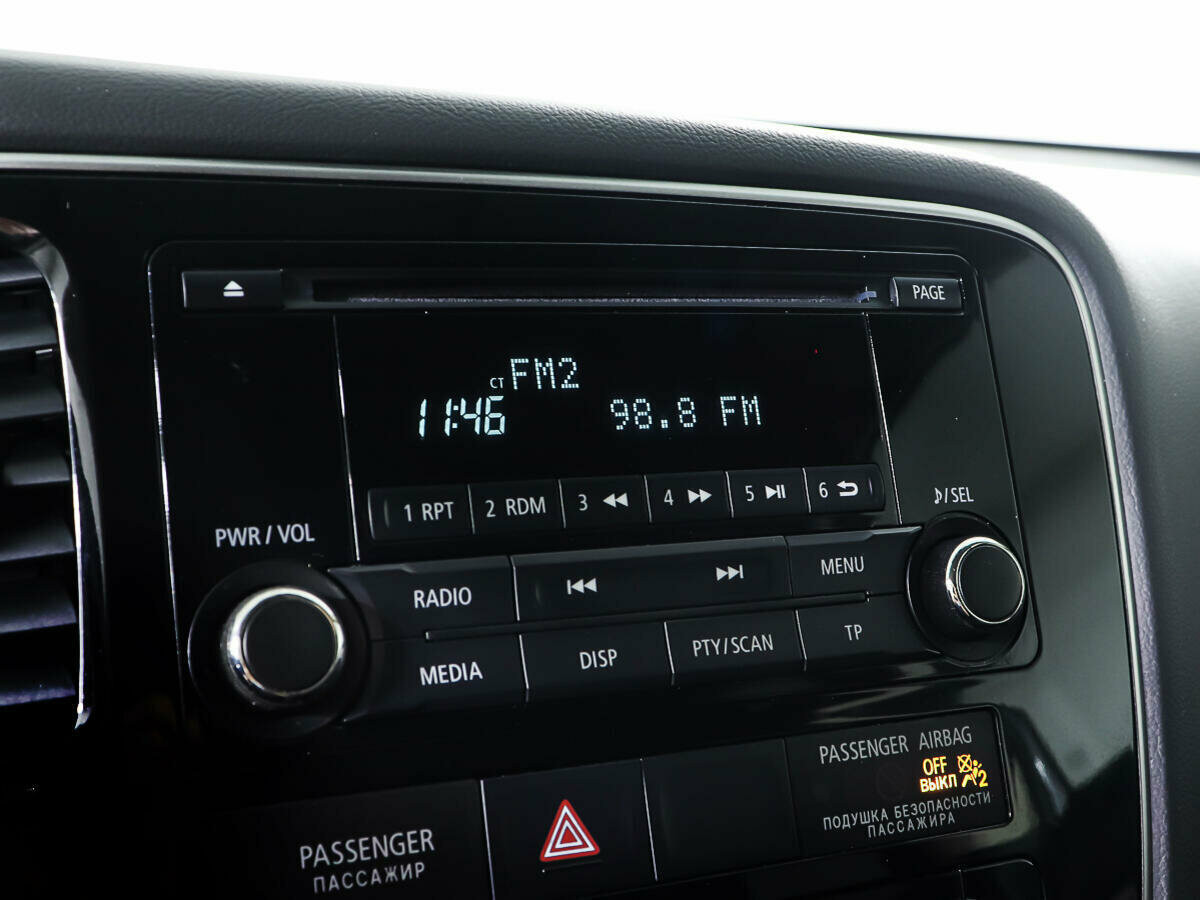 PAGE
CT FM2
11:46 98.8 FM
1 RPT 2 RDM 3 4 5 6
PWR / VOL
/SEL
RADIO
MENU
MEDIA DISP PTY/SCAN TP
PASSENGER AIRBAG
OFF
ВЫКЛ 2
ПОДУШКА БЕЗОПАСНОСТИ
ПАССАЖИРА
PASSENGER
ПАССАЖИР